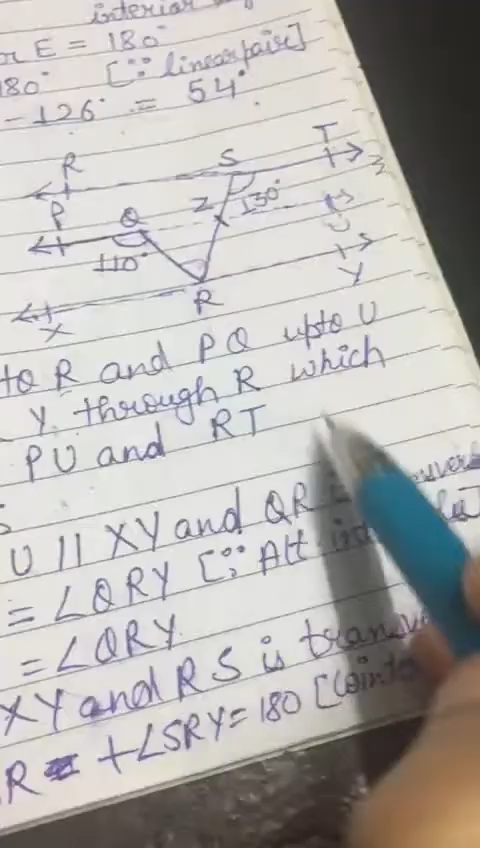 interior
E = 180°
180° [∵ linear pair]
- 126° = 54°
R S T
P Q Z 130° U
110°
X R Y
to R and PQ upto U
Y through R which
PU and RT
U || XY and QR
= ∠QRY [∵ Alt
= ∠QRY
XY and RS is
R + ∠SRY = 180 [